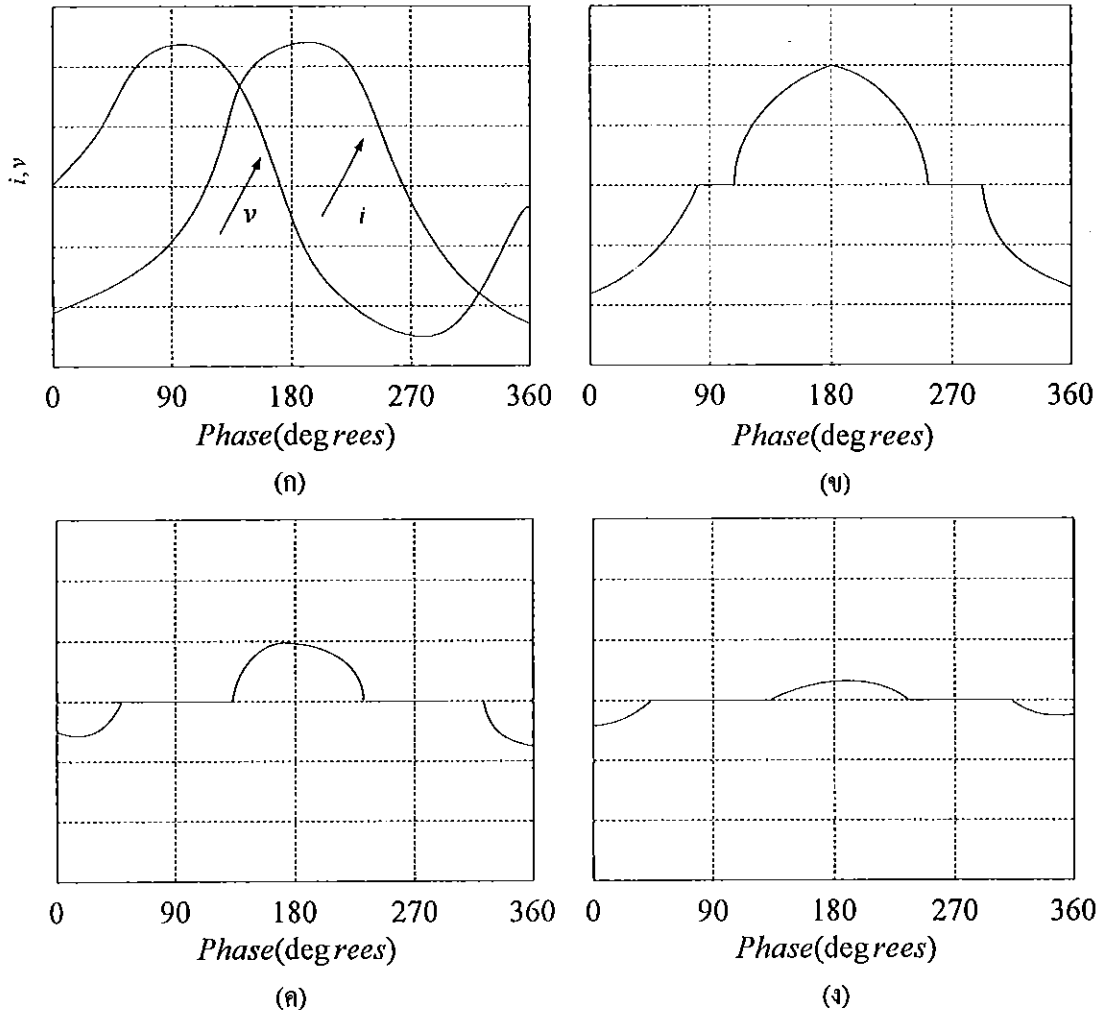 i, v
v
i
0 90 180 270 360
Phase(degrees)
(ก)
0 90 180 270 360
Phase(degrees)
(ข)
0 90 180 270 360
Phase(degrees)
(ค)
0 90 180 270 360
Phase(degrees)
(ง)